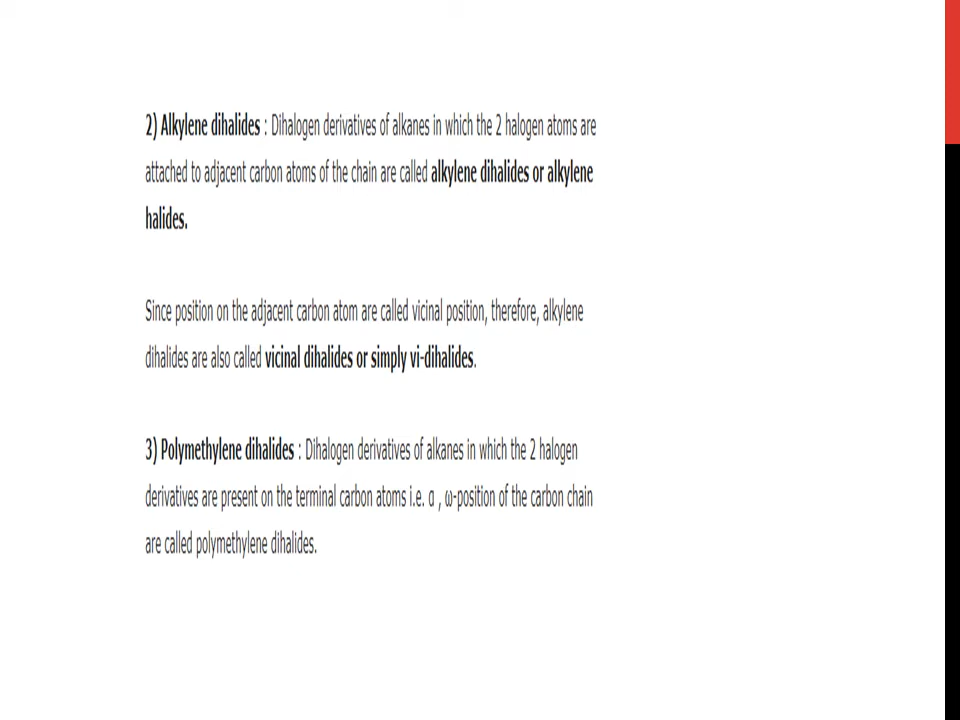 2) Alkylene dihalides : Dihalogen derivatives of alkanes in which the 2 halogen atoms are
attached to adjacent carbon atoms of the chain are called alkylene dihalides or alkylene
halides.
Since position on the adjacent carbon atom are called vicinal position, therefore, alkylene
dihalides are also called vicinal dihalides or simply vi-dihalides.
3) Polymethylene dihalides : Dihalogen derivatives of alkanes in which the 2 halogen
derivatives are present on the terminal carbon atoms i.e. α , ω-position of the carbon chain
are called polymethylene dihalides.